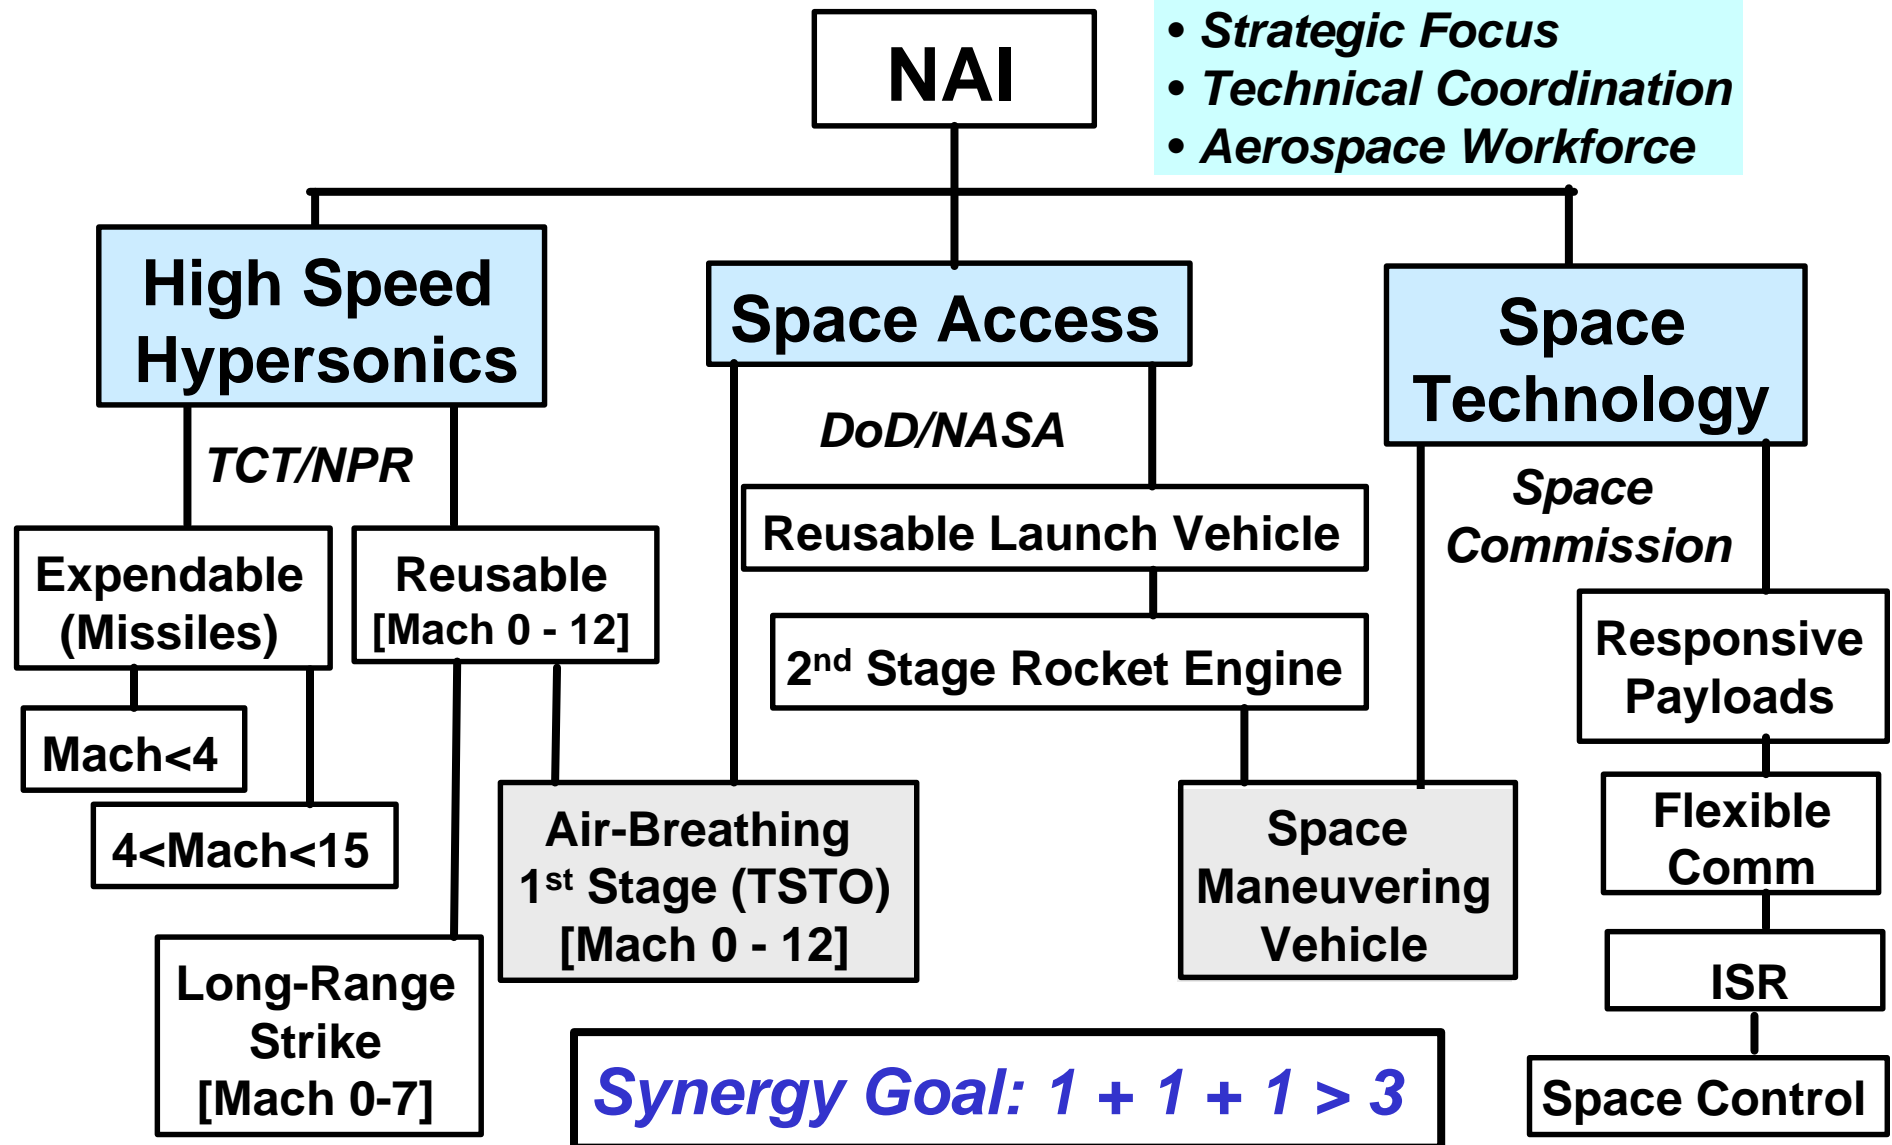 NAI
• Strategic Focus
• Technical Coordination
• Aerospace Workforce
High Speed
Hypersonics
Space Access
Space
Technology
TCT/NPR
DoD/NASA
Space
Commission
Expendable
(Missiles)
Reusable
[Mach 0 - 12]
Reusable Launch Vehicle
2nd Stage Rocket Engine
Responsive
Payloads
Mach<4
4<Mach<15
Air-Breathing
1st Stage (TSTO)
[Mach 0 - 12]
Space
Maneuvering
Vehicle
Flexible
Comm
Long-Range
Strike
[Mach 0-7]
ISR
Space Control
Synergy Goal: 1 + 1 + 1 > 3